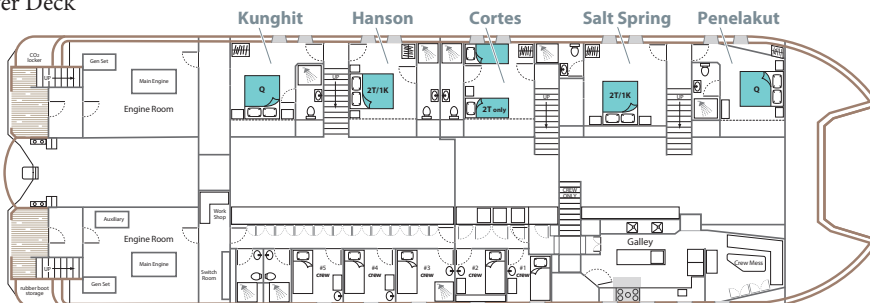 er Deck
Kunghit Hanson Cortes Salt Spring Penelakut
CO2
locker
Gen Set
UP
Main Engine
Engine Room
Q
UP
2T/1K
2T only
UP
2T/1K
UP
Q
CREW
ONLY
Auxiliary
Engine Room
Main Engine
UP
Gen Set
rubber boot
storage
Work
Shop
Switch
Room
#5
crew
#4
crew
#3
crew
#2
crew
#1
crew
Galley
Crew Mess